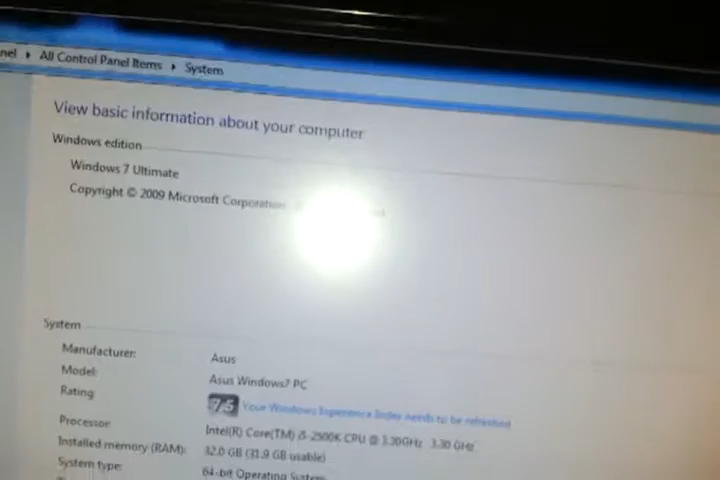 All Control Panel Items ▸ System
View basic information about your computer
Windows edition
Windows 7 Ultimate
Copyright © 2009 Microsoft Corporation
System
Manufacturer: Asus
Model: Asus Windows7 PC
Rating: 7.5 Your Windows Experience Index needs to be refreshed
Processor Intel(R) Core(TM) i5-2500K CPU @ 3.30GHz 3.30 GHz
Installed memory (RAM): 32.0 GB (31.9 GB usable)
System type: 64-bit Operating System